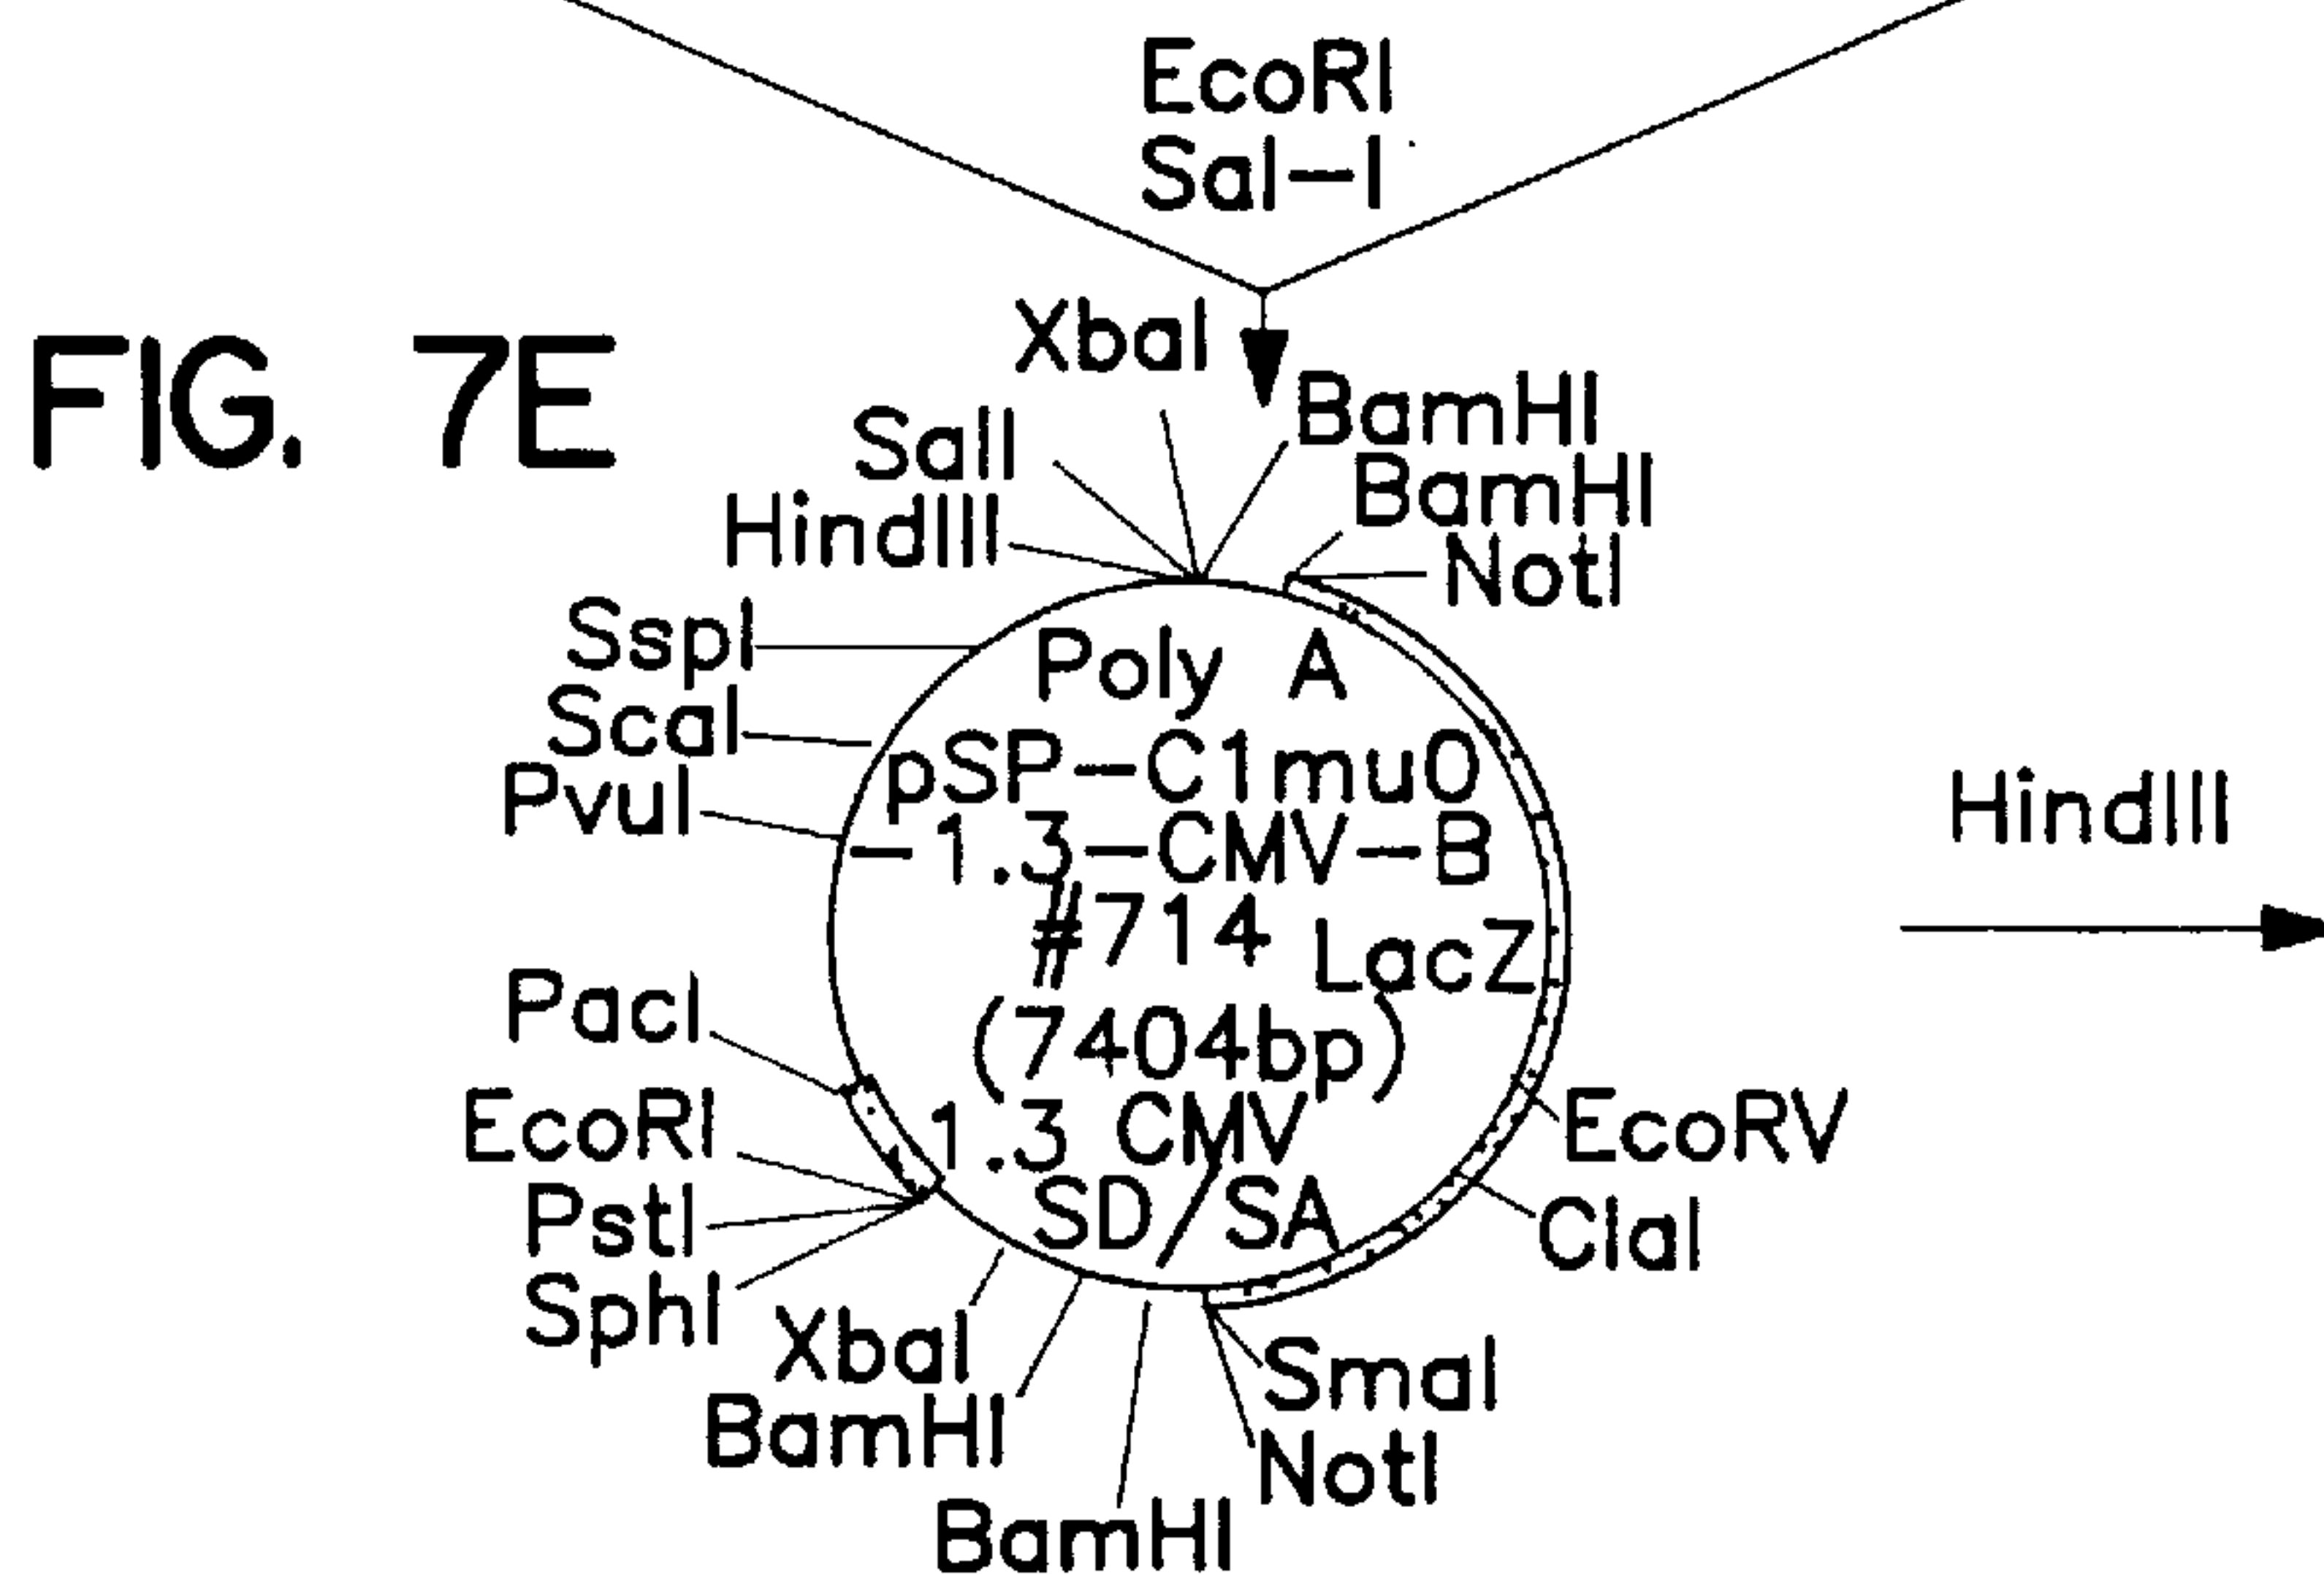 EcoRI
Sal-I
FIG. 7E
XbaI
BamHI
SalI
BamHI
HindIII
NotI
SspI
Poly A
ScaI
pSP-C1mu0
PvuI
-1.3-CMV-B
HindIII
#714
LacZ
PacI
(7404bp)
EcoRI
1.3 CMV
EcoRV
PstI
SD/SA
ClaI
SphI
XbaI
SmaI
BamHI
NotI
BamHI